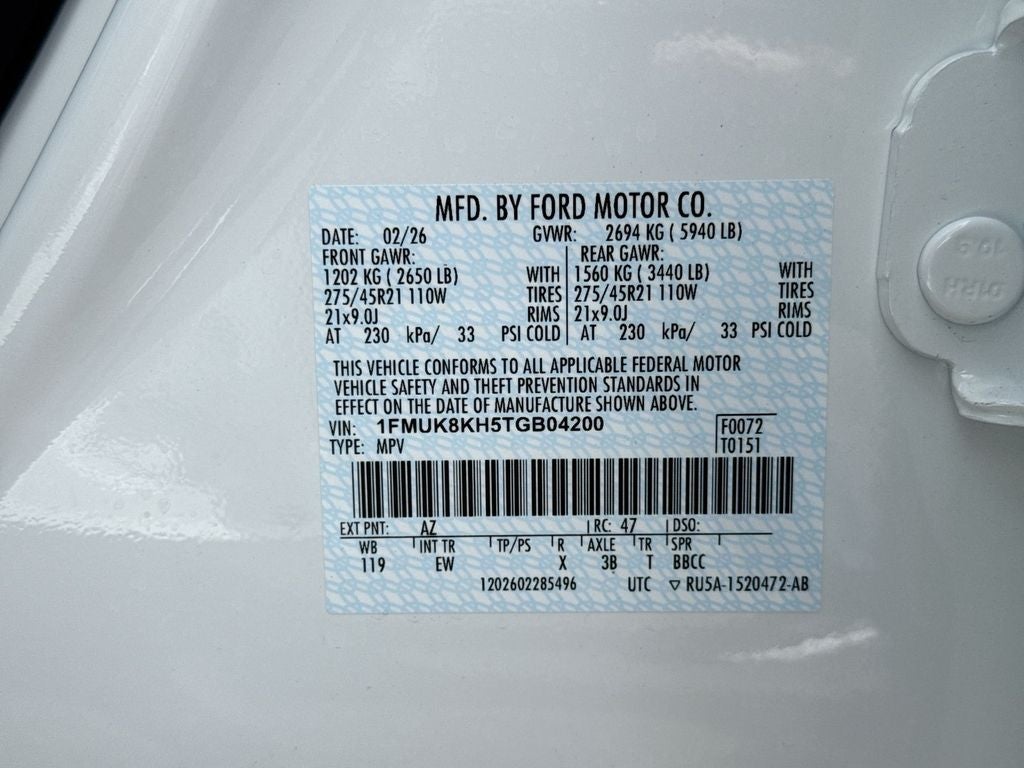 MFD. BY FORD MOTOR CO.
DATE: 02/26 GVWR: 2694 KG ( 5940 LB)
FRONT GAWR: REAR GAWR:
1202 KG ( 2650 LB) WITH 1560 KG ( 3440 LB) WITH
275/45R21 110W TIRES 275/45R21 110W TIRES
21x9.0J RIMS 21x9.0J RIMS
AT 230 kPa/ 33 PSI COLD AT 230 kPa/ 33 PSI COLD
THIS VEHICLE CONFORMS TO ALL APPLICABLE FEDERAL MOTOR
VEHICLE SAFETY AND THEFT PREVENTION STANDARDS IN
EFFECT ON THE DATE OF MANUFACTURE SHOWN ABOVE.
VIN: 1FMUK8KH5TGB04200 F0072
TYPE: MPV T0151
EXT PNT: AZ RC: 47 DSO:
WB INT TR TP/PS R AXLE TR SPR
119 EW X 3B T BBCC
1202602285496 UTC ▽ RU5A-1520472-AB